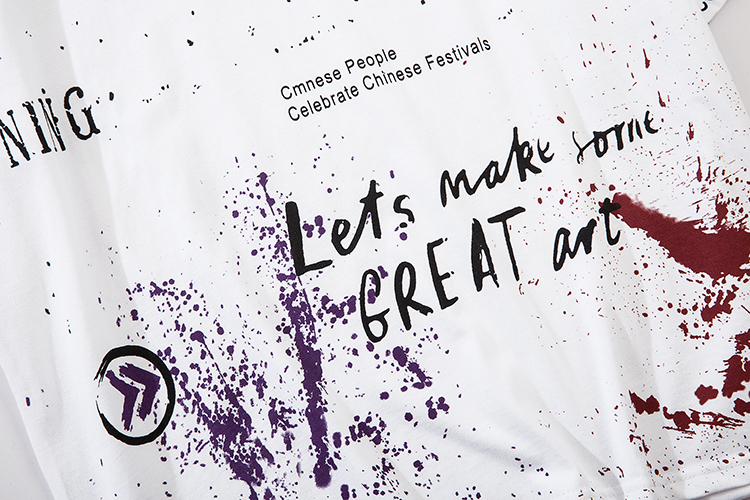 NING
Cmnese People
Celebrate Chinese Festivals
Lets make some
GREAT art